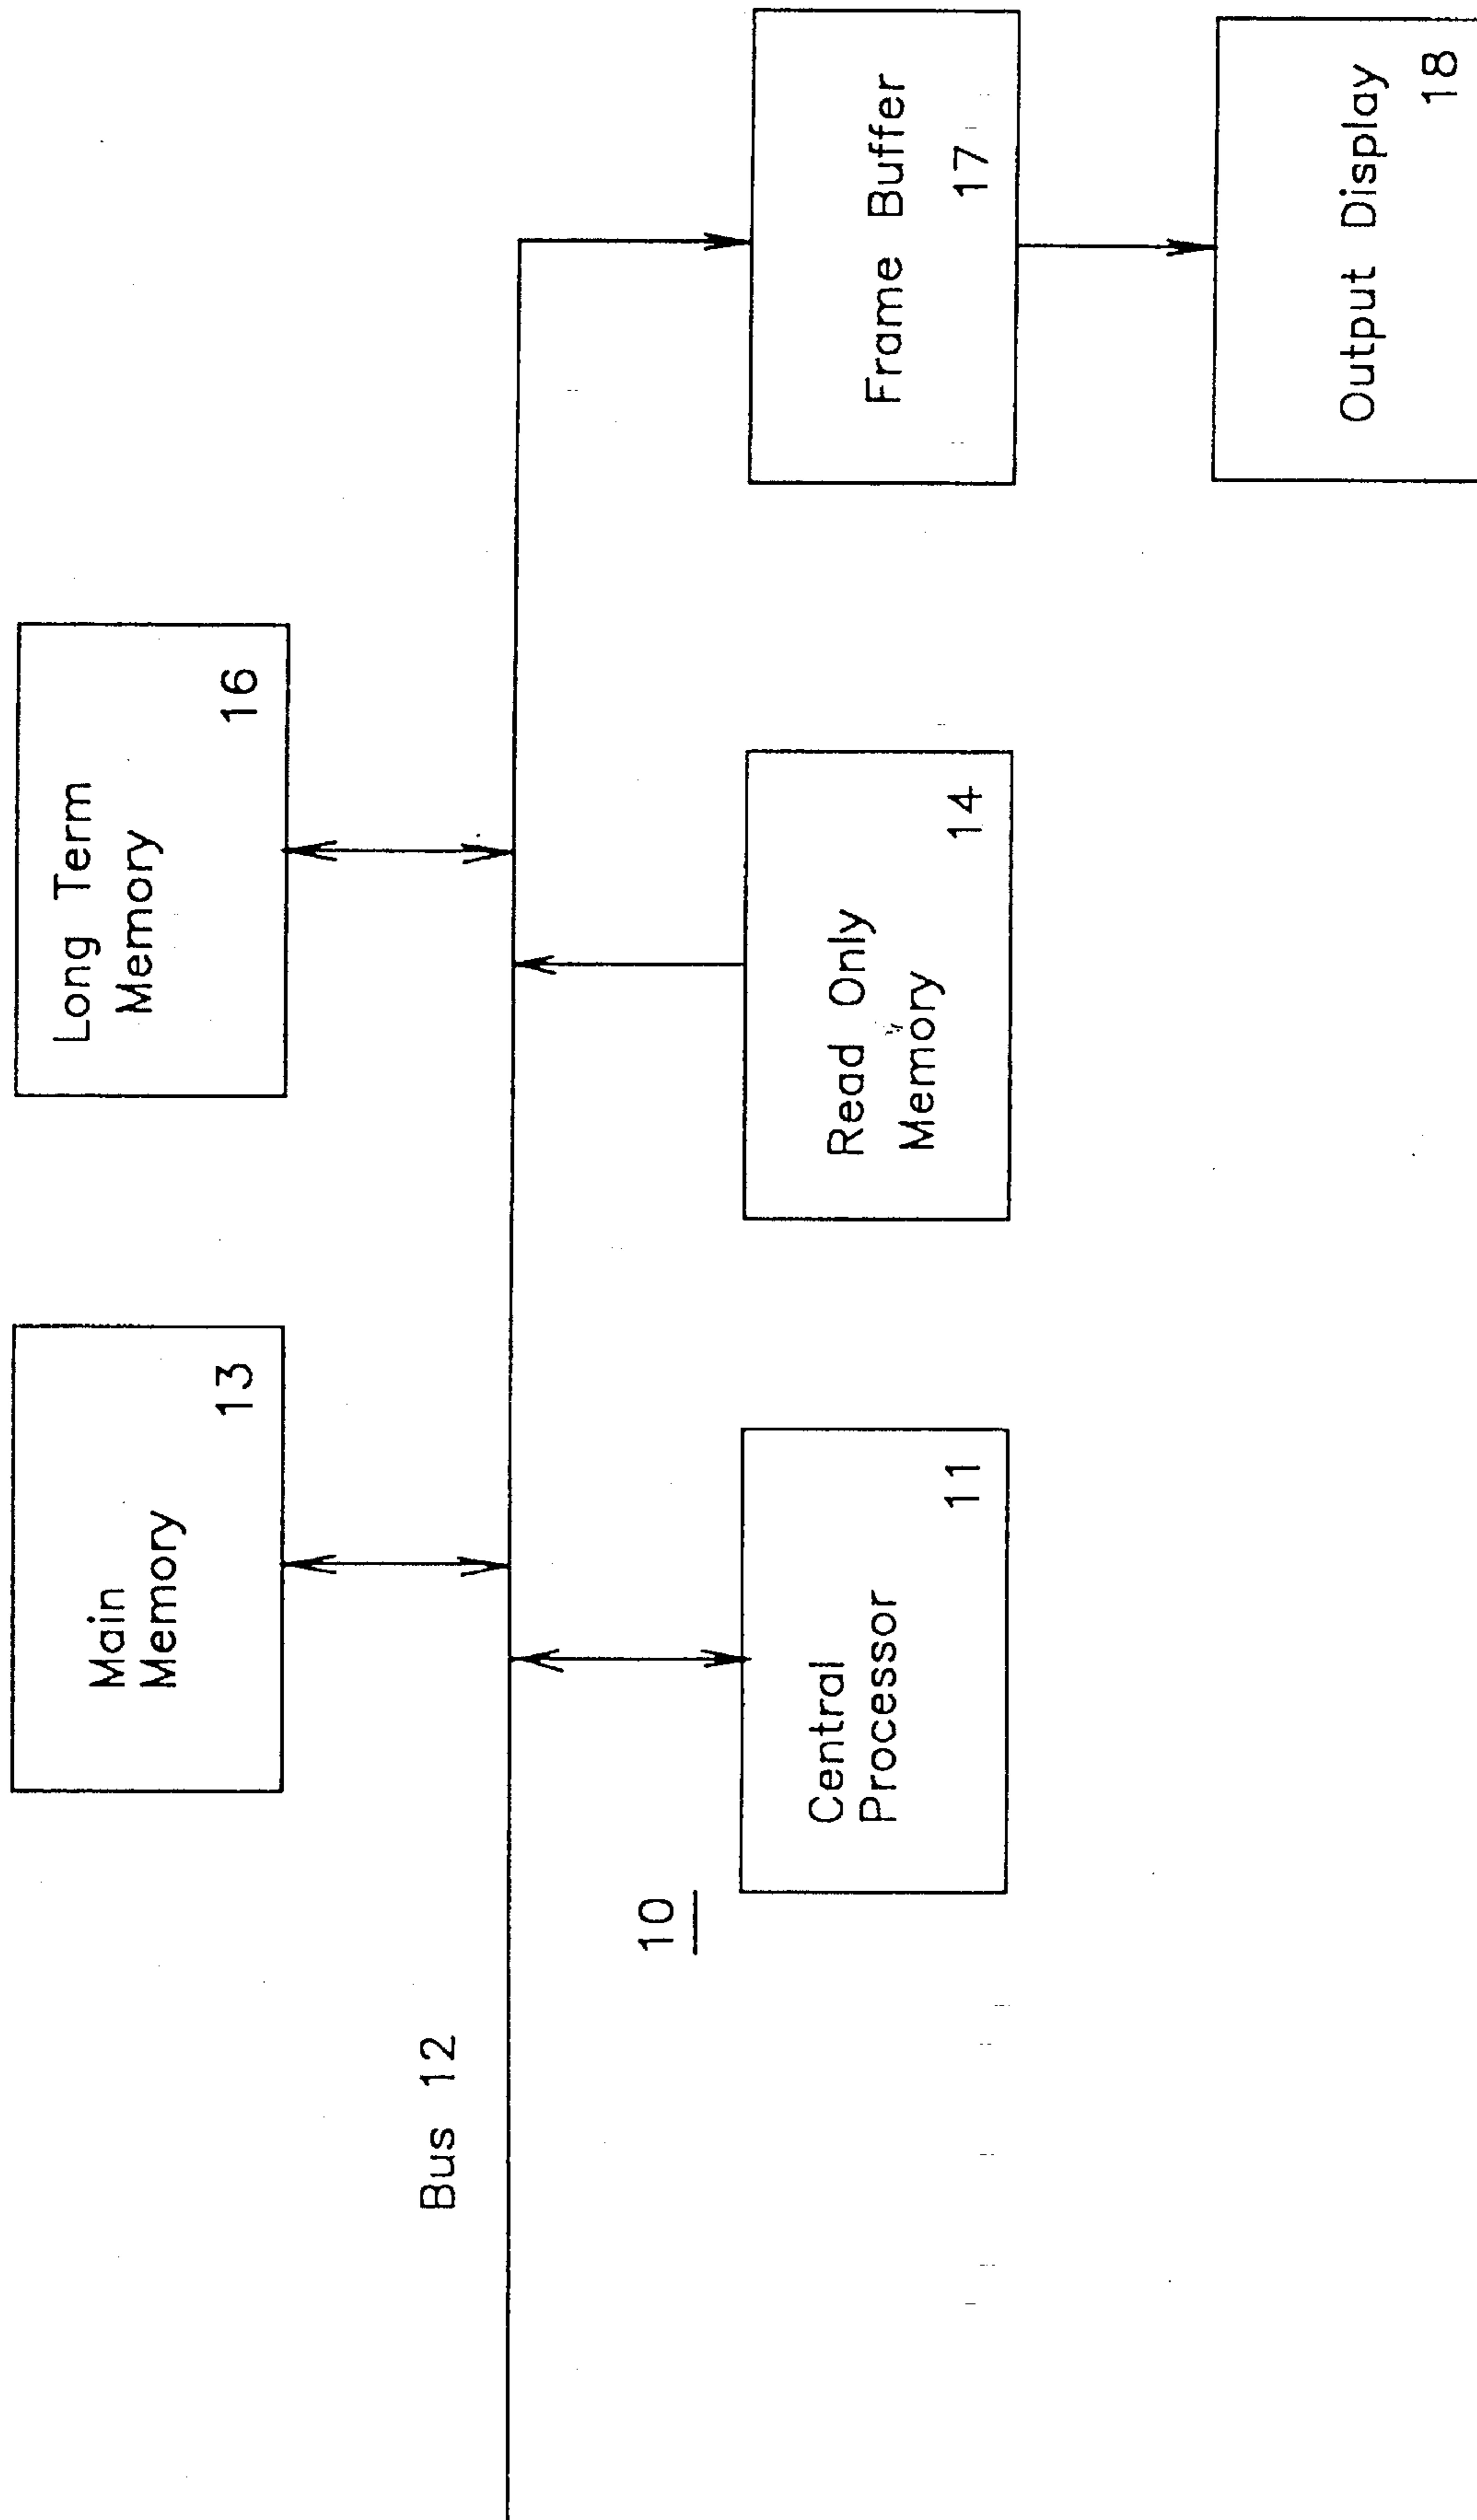 Main
Memory
13
Long Term
Memory
16
Bus 12
10
Central
Processor
11
Read Only
Memory
14
Frame Buffer
17
Output Display
18